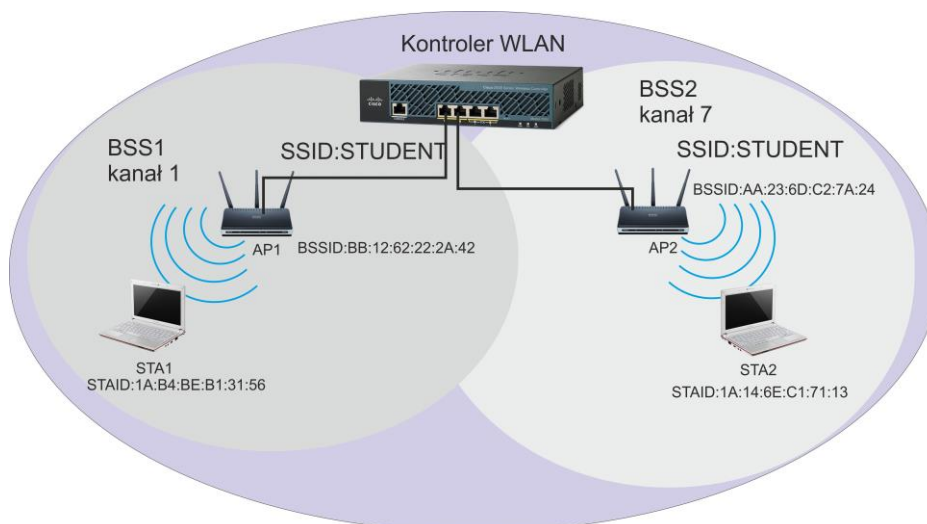 Kontroler WLAN
BSS1
kanał 1
SSID:STUDENT
AP1
BSSID:BB:12:62:22:2A:42
STA1
STAID:1A:B4:BE:B1:31:56
BSS2
kanał 7
SSID:STUDENT
BSSID:AA:23:6D:C2:7A:24
AP2
STA2
STAID:1A:14:6E:C1:71:13